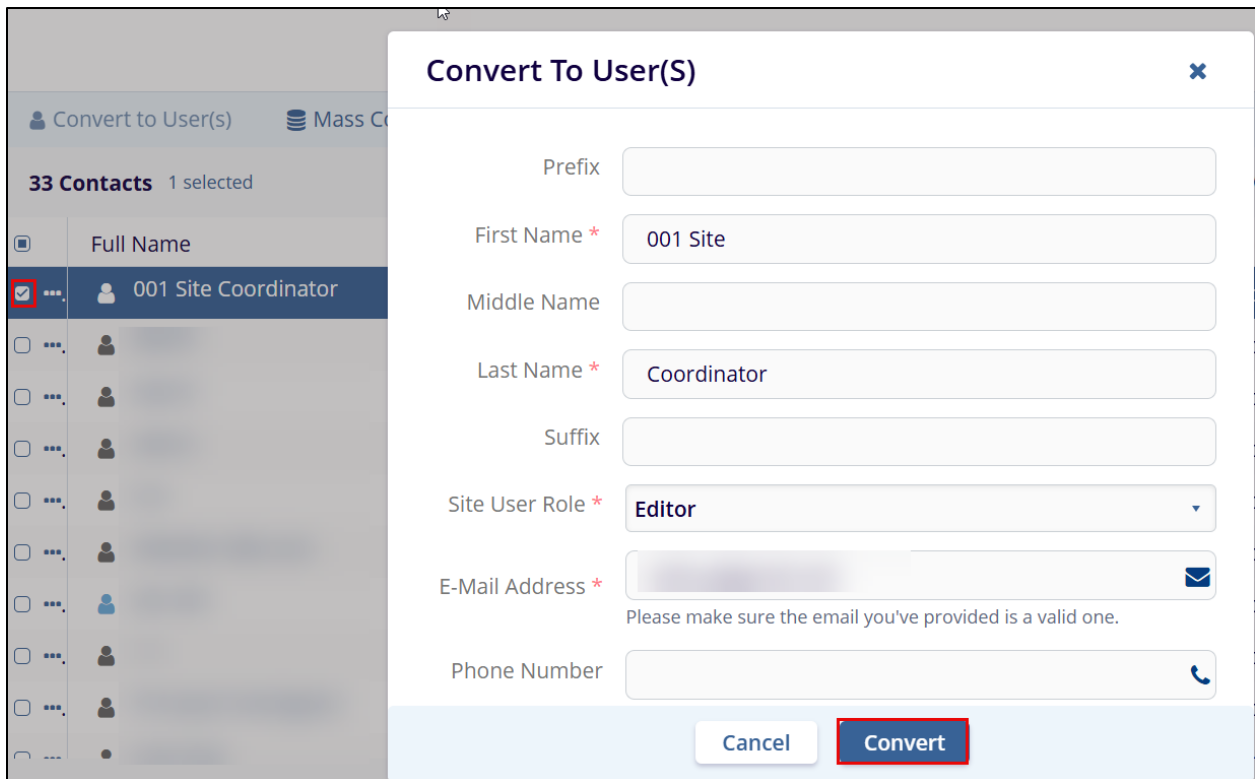 Convert To User(S)
Convert to User(s)
Mass Co
33 Contacts 1 selected
Full Name
001 Site Coordinator
Prefix
First Name *
001 Site
Middle Name
Last Name *
Coordinator
Suffix
Site User Role *
Editor
E-Mail Address *
Please make sure the email you've provided is a valid one.
Phone Number
Cancel
Convert